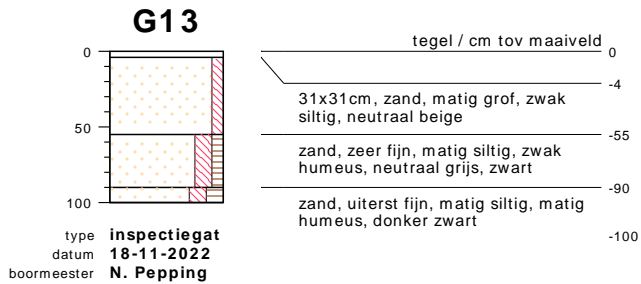 G13
tegel / cm tov maaiveld
0
0
-4
31x31cm, zand, matig grof, zwak
siltig, neutraal beige
50
-55
zand, zeer fijn, matig siltig, zwak
humeus, neutraal grijs, zwart
-90
100
zand, uiterst fijn, matig siltig, matig
humeus, donker zwart
-100
type inspectiegat
datum 18-11-2022
boormeester N. Pepping